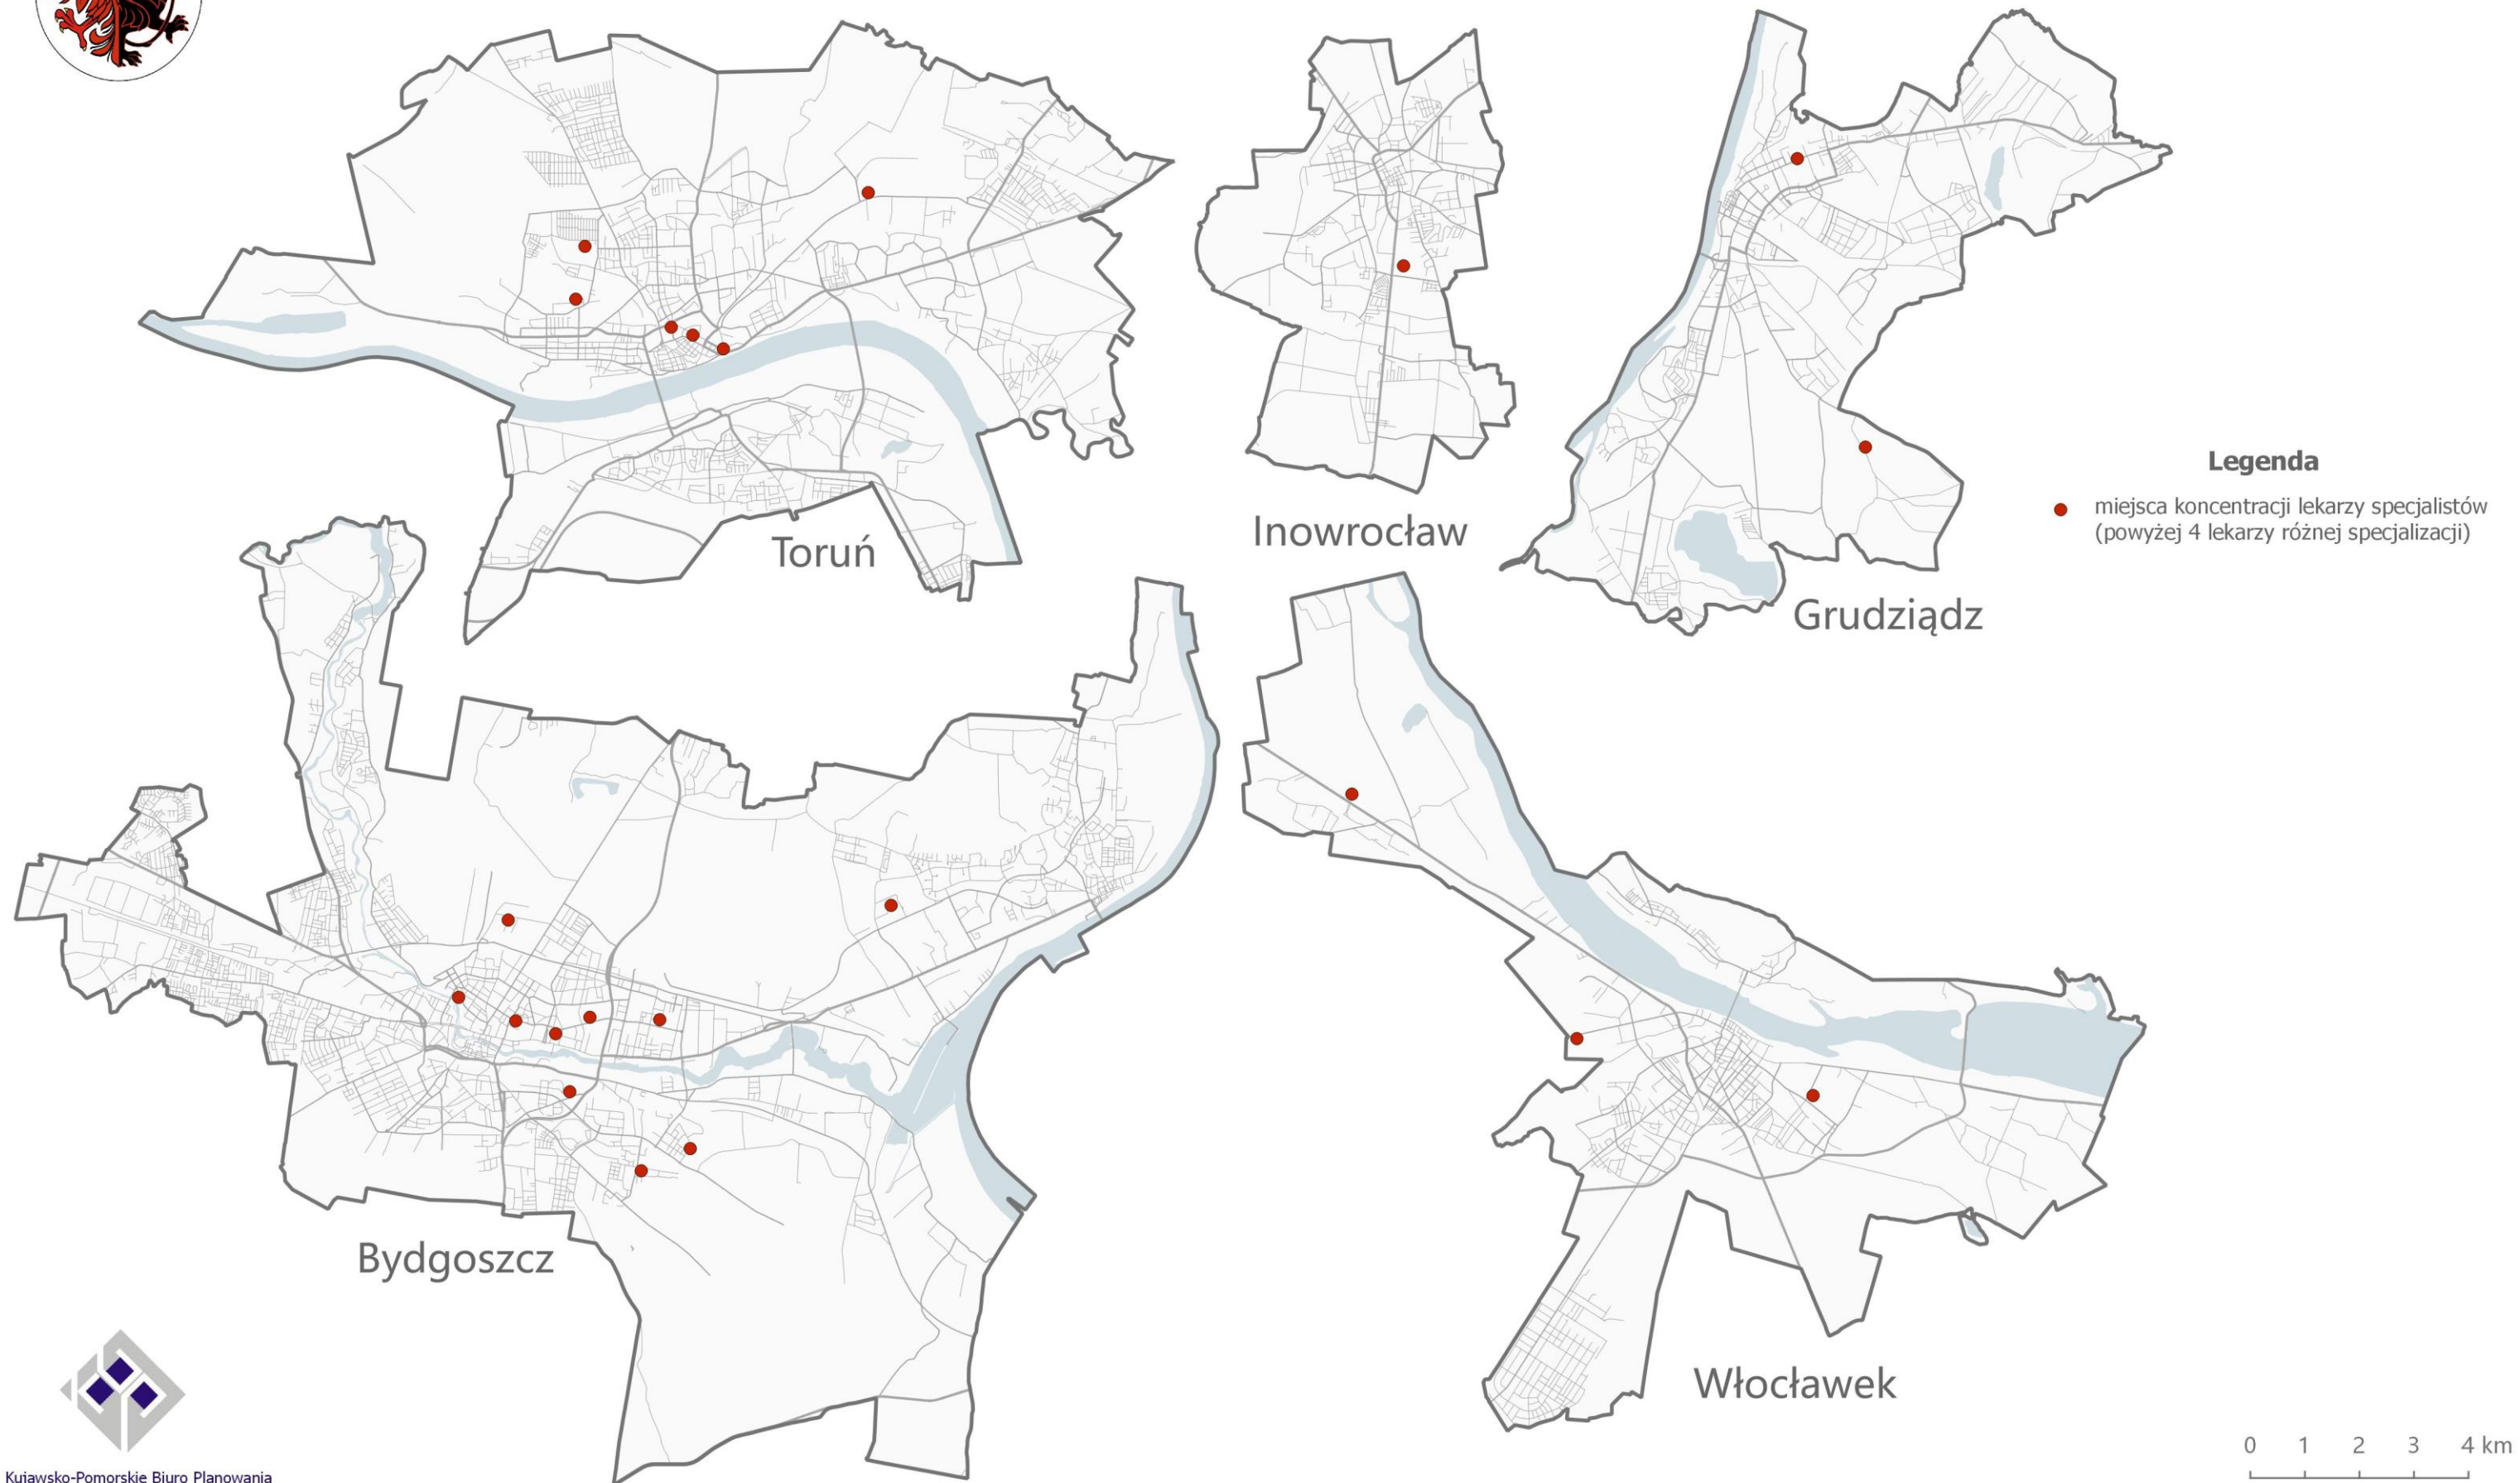 Toruń
Inowrocław
Grudziądz
Legenda
miejsca koncentracji lekarzy specjalistów
(powyżej 4 lekarzy różnej specjalizacji)
Bydgoszcz
Włocławek
0 1 2 3 4 km
Kujawsko-Pomorskie Biuro Planowania